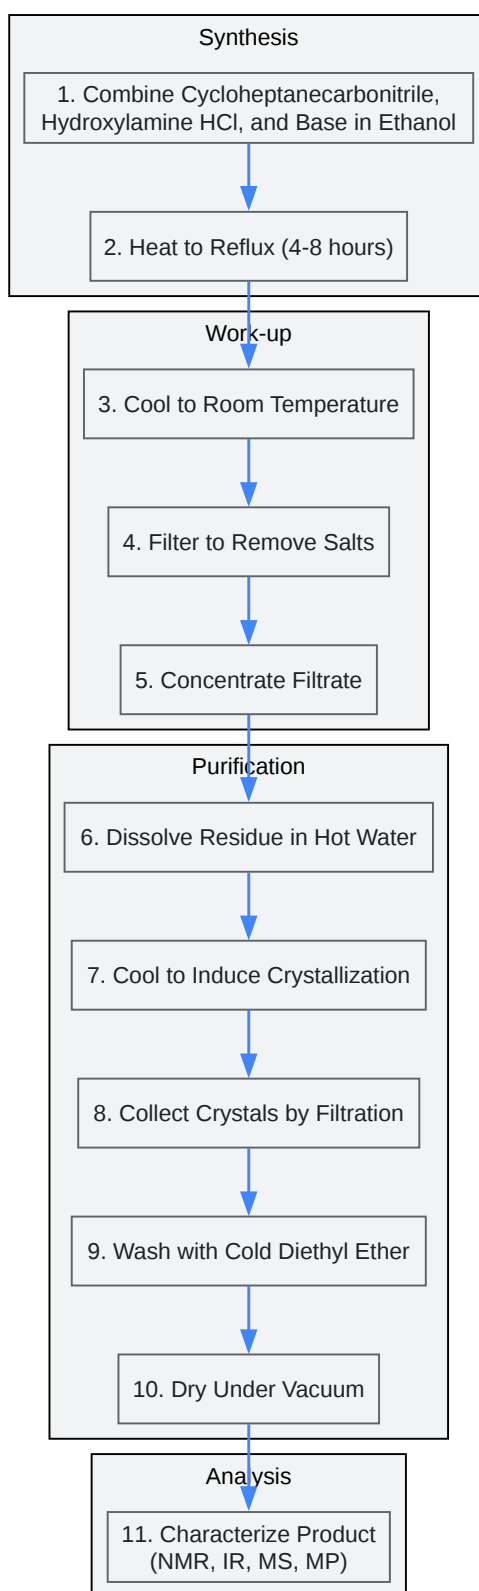 Synthesis
1. Combine Cycloheptanecarbonitrile,
Hydroxylamine HCl, and Base in Ethanol
2. Heat to Reflux (4-8 hours)
Work-up
3. Cool to Room Temperature
4. Filter to Remove Salts
5. Concentrate Filtrate
Purification
6. Dissolve Residue in Hot Water
7. Cool to Induce Crystallization
8. Collect Crystals by Filtration
9. Wash with Cold Diethyl Ether
10. Dry Under Vacuum
Analysis
11. Characterize Product
(NMR, IR, MS, MP)